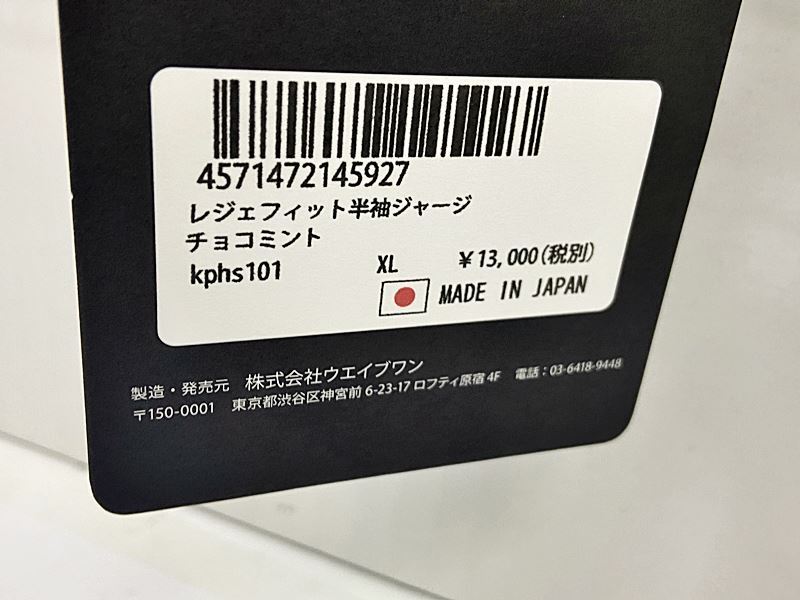 4571472145927
レジェフィット半袖ジャージ
チョコミント
kphs101 XL ¥13,000(税別)
MADE IN JAPAN
製造・発売元 株式会社ウエイブワン
〒150-0001 東京都渋谷区神宮前 6-23-17 ロフティ原宿 4F 電話：03-6418-9448